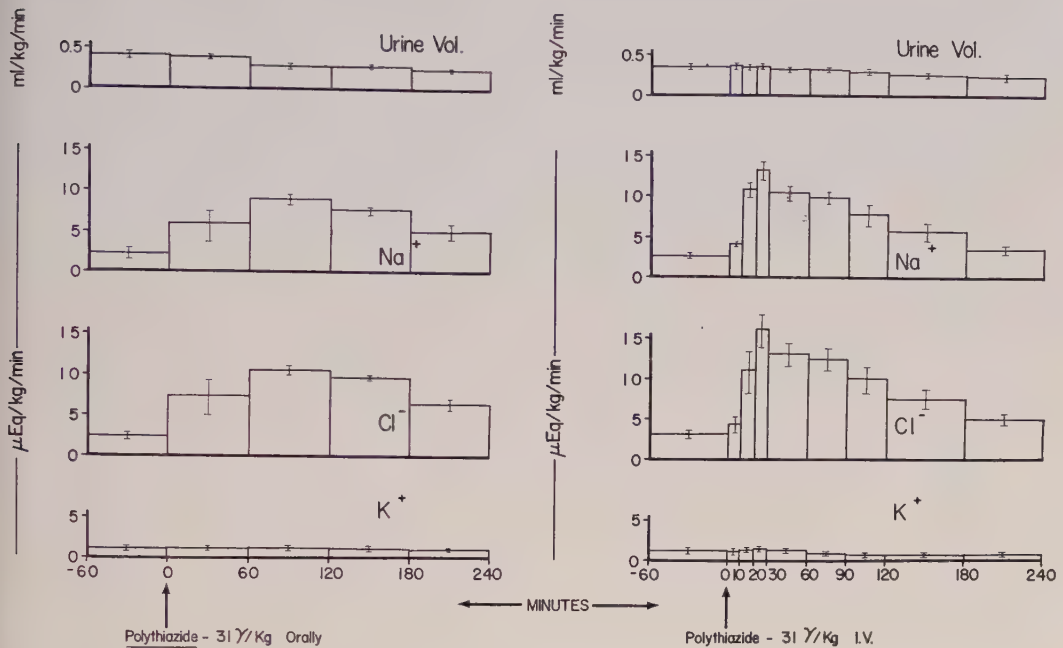 Urine Vol.
ml/kg/min
0.5
0
15
10
5
0
Na+
15
10
5
0
Cl-
μEq/kg/min
K+
5
0
-60 0 60 120 180 240
Polythiazide - 31 γ/Kg Orally
MINUTES
Urine Vol.
ml/kg/min
0.5
0
15
10
5
0
?
Na+
15
10
5
0
Cl-
μEq/kg/min
K+
5
0
-60 0 10 20 30 60 90 120 180 240
Polythiazide - 31 γ/Kg I.V.